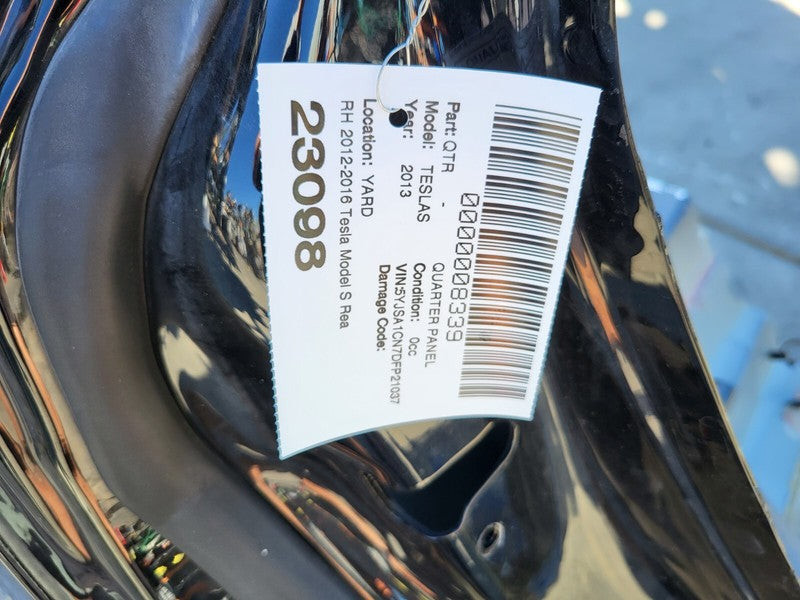 0000008339
Part: QTR - QUARTER PANEL
Model: TESLAS Condition: 0cc
Year: 2013 VIN:5YJSA1CN7DFP21037
Damage Code:
Location: YARD
RH 2012-2016 Tesla Model S Rea
23098